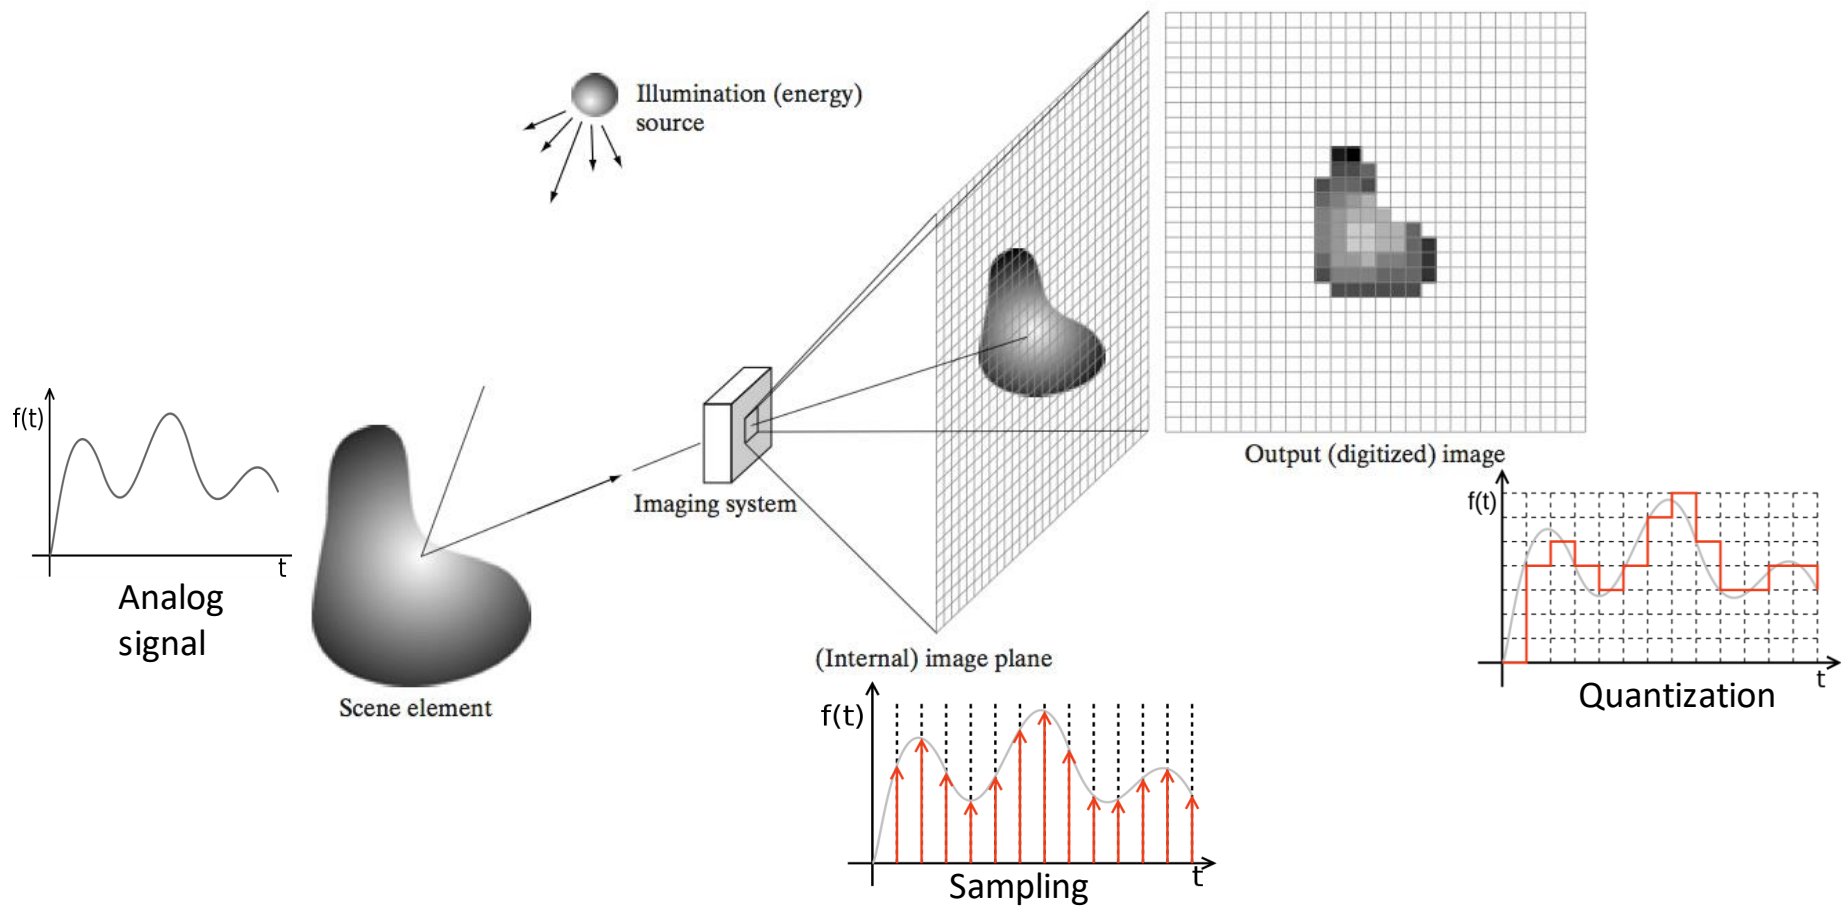 Illumination (energy)
source
f(t)
t
Analog
signal
Scene element
Imaging system
(Internal) image plane
f(t)
t
Sampling
Output (digitized) image
f(t)
t
Quantization